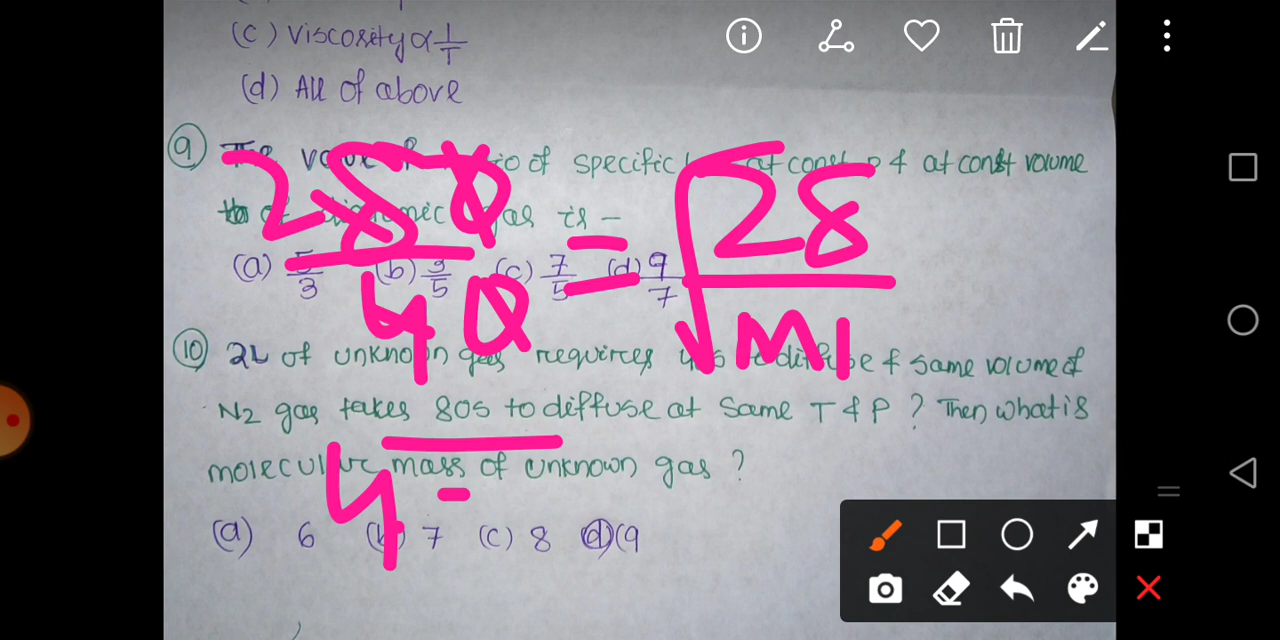 (c) Viscosity ∝ 1/T
(d) All of above
9 of specific at const p & at const volume
of gas is -
(a) 5/3 (b) 3/5 (c) 7/5 (d) 9/7
280/40 = √28/M1
10 2L of unknown gas requires to diffuse & same volume of
N2 gas takes 80s to diffuse at same T & P ? Then what is
mass of unknown gas ?
4
(a) 6 (b) 7 (c) 8 (d) 9